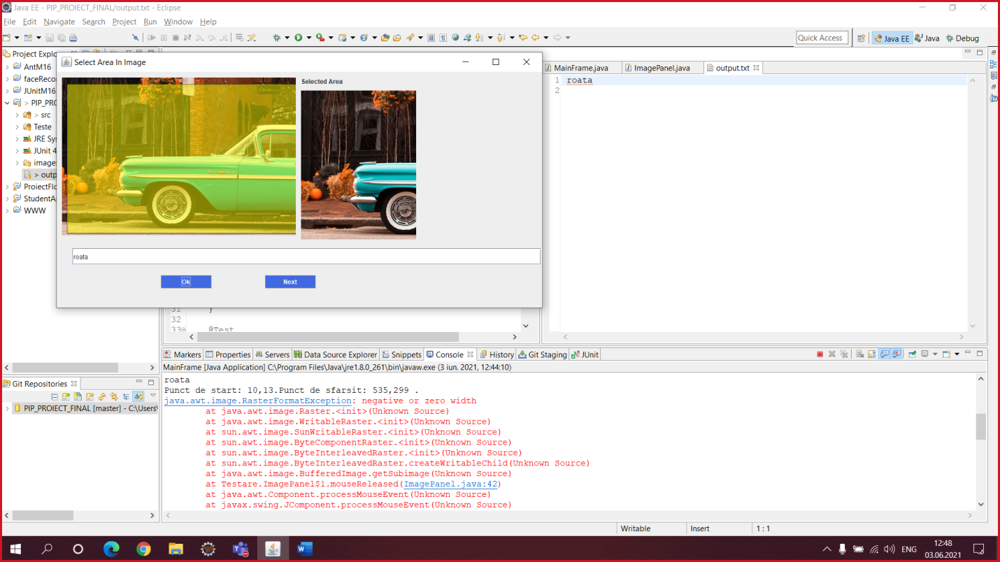 Java EE - PIP_PROIECT_FINAL/output.txt - Eclipse
File Edit Navigate Search Project Run Window Help
Quick Access
Java EE
Java
Debug
Project Explo
AntM16
faceReco
JUnitM16
> PIP_PRO
> src
Teste
JRE Sys
JUnit 4
images
> outp
ProiectFlo
StudentA
WWW
Select Area In Image
Selected Area
roata
Ok
Next
MainFrame.java
ImagePanel.java
output.txt
1 roata
2
31 }
32
33 @Test
Markers
Properties
Servers
Data Source Explorer
Snippets
Console
History
Git Staging
JUnit
MainFrame [Java Application] C:\Program Files\Java\jre1.8.0_261\bin\javaw.exe (3 iun. 2021, 12:44:10)
roata
Punct de start: 10,13.Punct de sfarsit: 535,299 .
java.awt.image.RasterFormatException: negative or zero width
at java.awt.image.Raster.<init>(Unknown Source)
at java.awt.image.WritableRaster.<init>(Unknown Source)
at sun.awt.image.SunWritableRaster.<init>(Unknown Source)
at sun.awt.image.ByteComponentRaster.<init>(Unknown Source)
at sun.awt.image.ByteInterleavedRaster.<init>(Unknown Source)
at sun.awt.image.ByteInterleavedRaster.createWritableChild(Unknown Source)
at java.awt.image.BufferedImage.getSubimage(Unknown Source)
at Testare.ImagePanel$1.mouseReleased(ImagePanel.java:42)
at java.awt.Component.processMouseEvent(Unknown Source)
at javax.swing.JComponent.processMouseEvent(Unknown Source)
Git Repositories
PIP_PROIECT_FINAL [master] - C:\Users\
Writable
Insert
1 : 1
ENG
12:48
03.06.2021